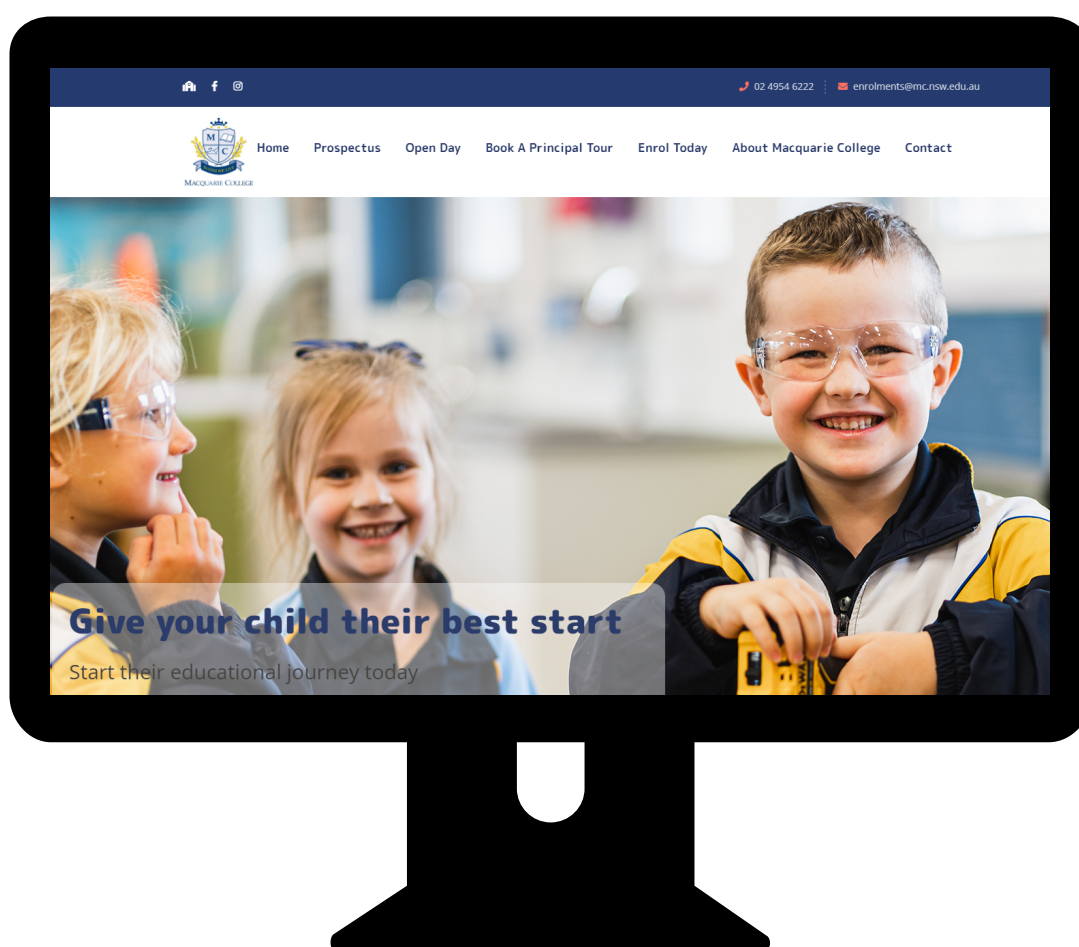 02 4954 6222 enrolments@mc.nsw.edu.au
M
C
MACQUARIE COLLEGE
Home Prospectus Open Day Book A Principal Tour Enrol Today About Macquarie College Contact
Give your child their best start
Start their educational journey today